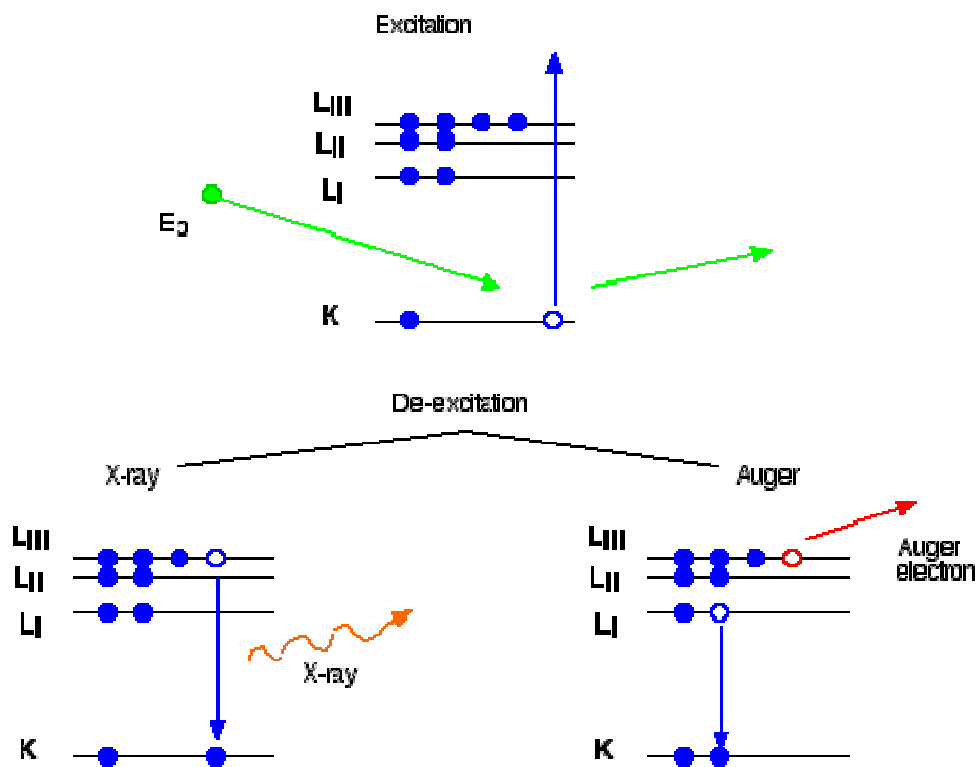 Excitation
LIII
LII
LI
E0
K
De-excitation
X-ray
Auger
LIII
LII
LI
X-ray
K
LIII
LII
LI
Auger
electron
K